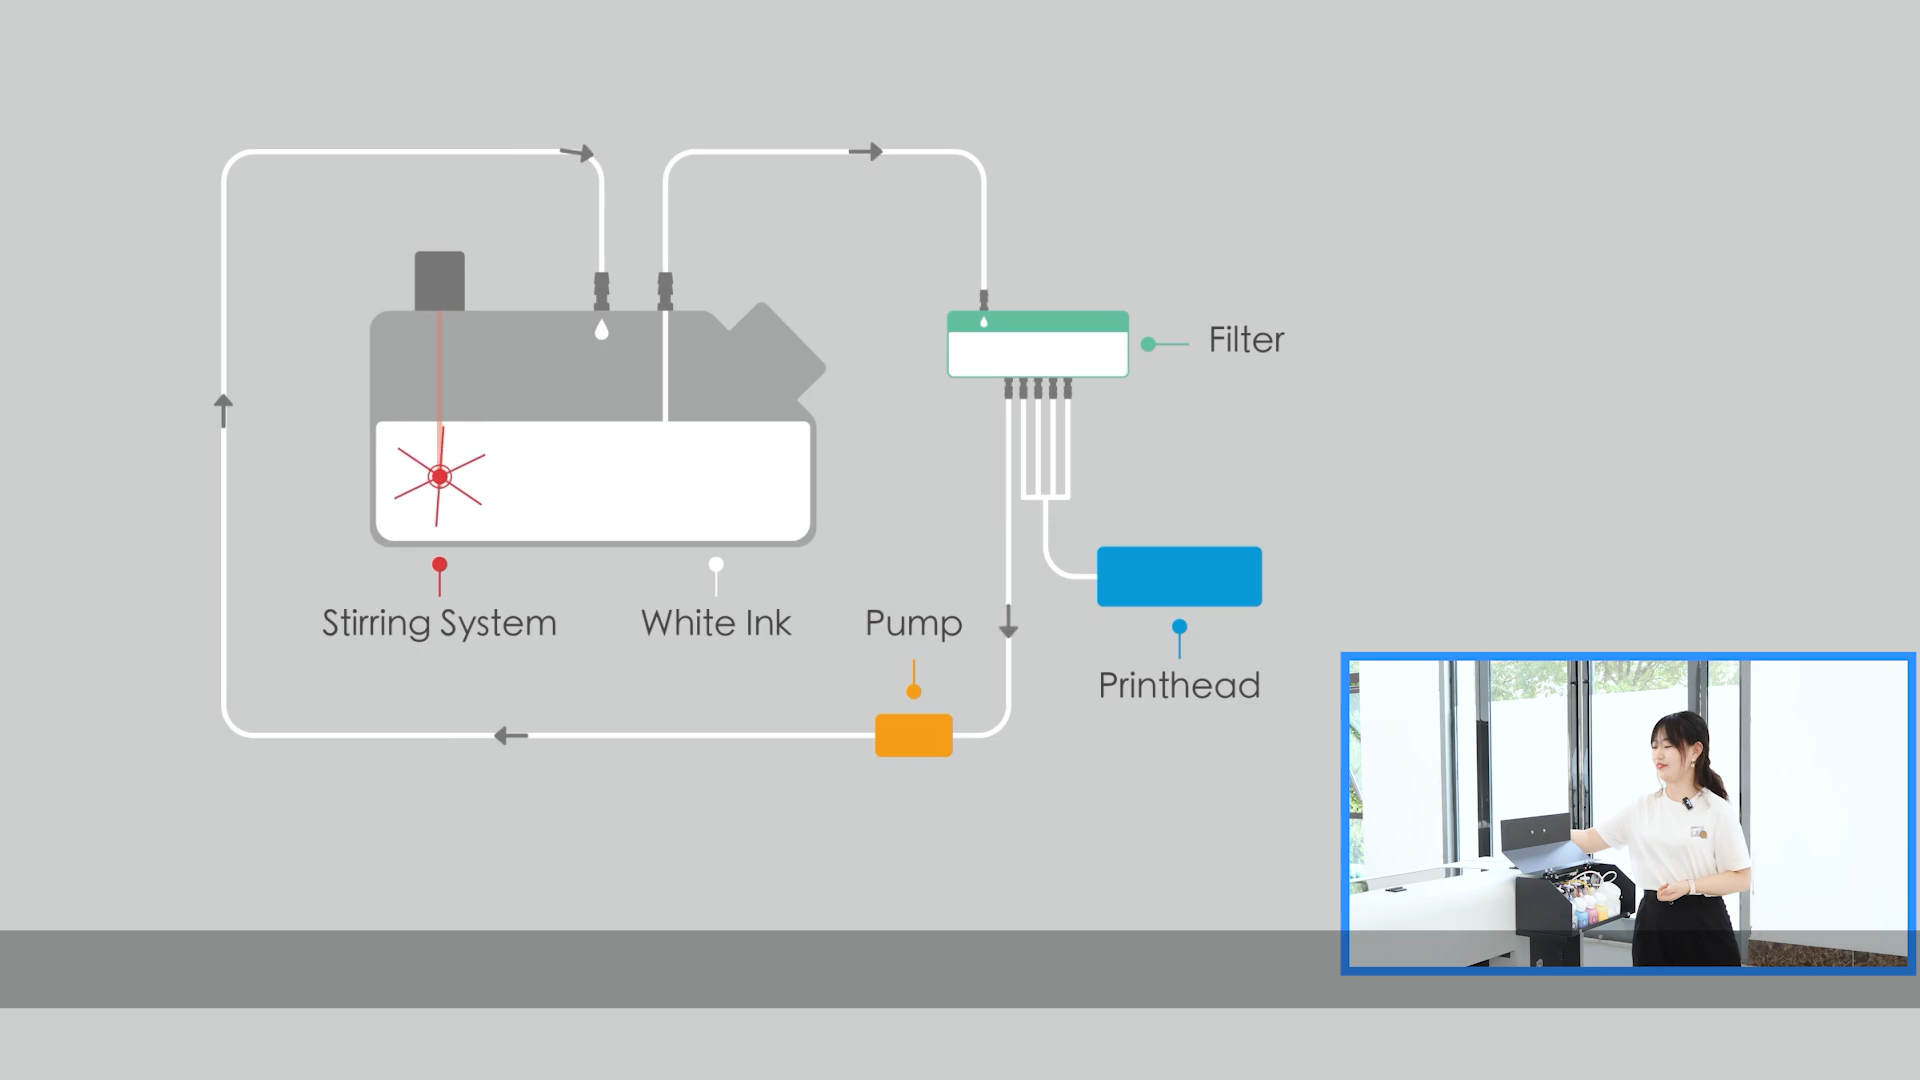 Filter
Stirring System
White Ink
Pump
Printhead